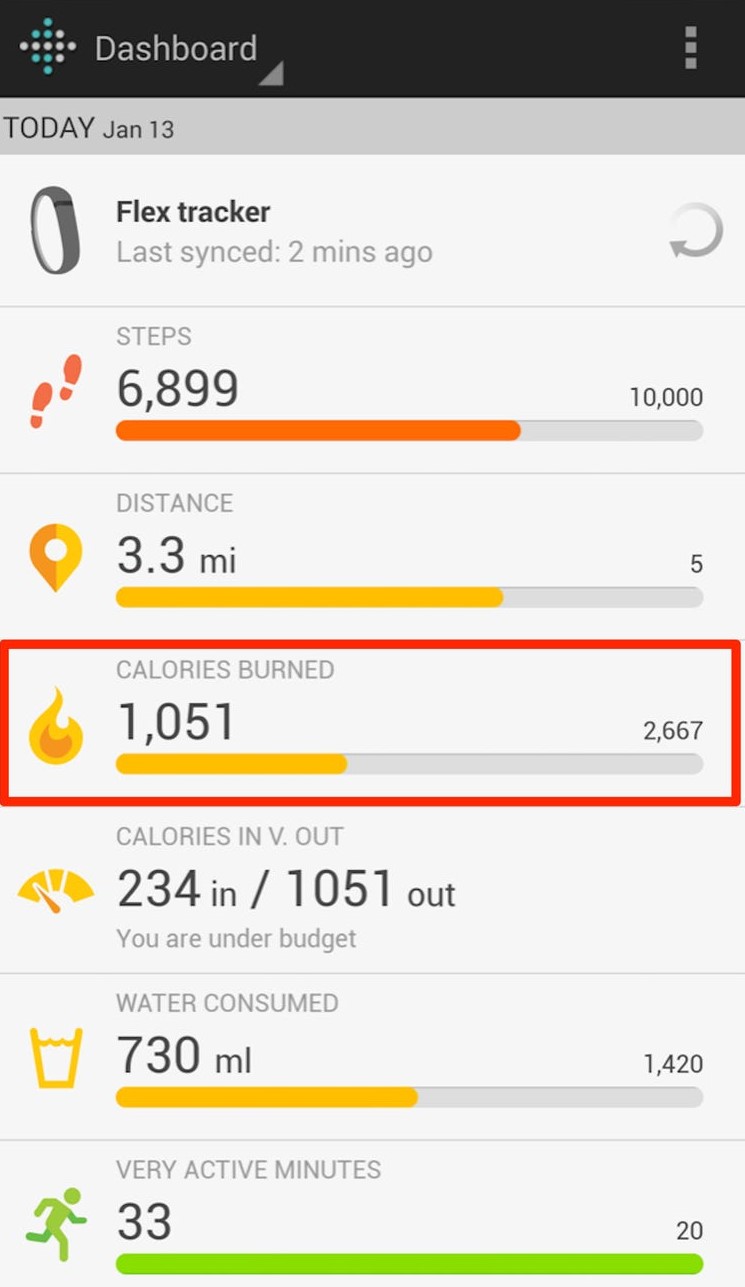 Dashboard
TODAY Jan 13
Flex tracker
Last synced: 2 mins ago
STEPS
6,899
10,000
DISTANCE
3.3 mi
5
CALORIES BURNED
1,051
2,667
CALORIES IN V. OUT
234 in / 1051 out
You are under budget
WATER CONSUMED
730 ml
1,420
VERY ACTIVE MINUTES
33
20